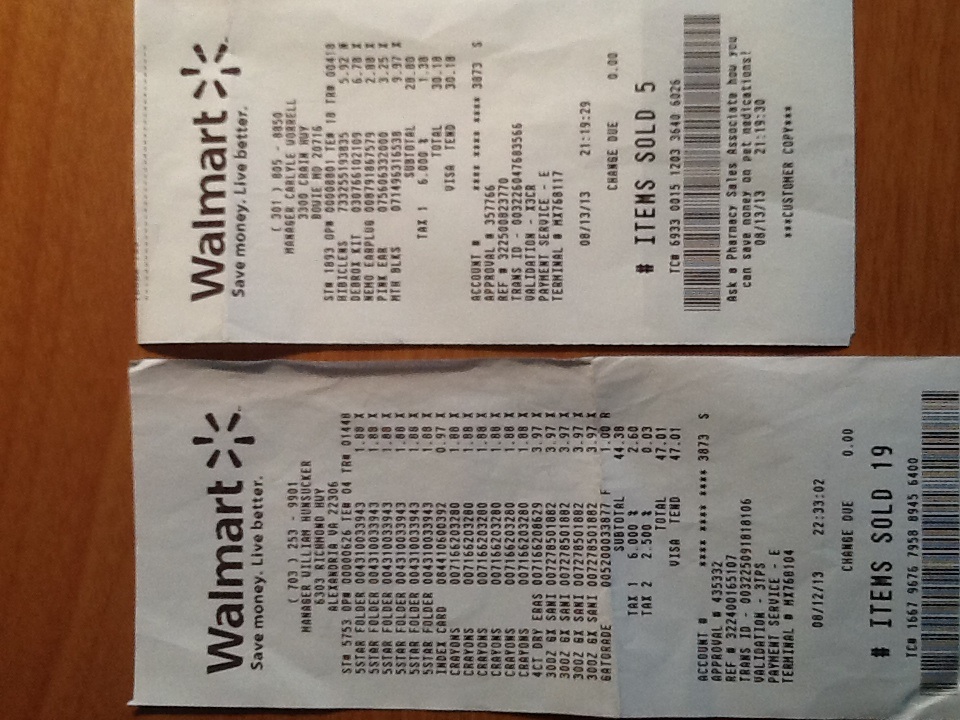 Walmart
Save money. Live better.
( 301 ) 805 - 8850
MANAGER CARLYLE WORRELL
3300 CRAIN HWY
BOWIE MD 20716
ST# 1893 OP# 00000801 TE# 18 TR# 00418
HIBICLENS 733255193835 5.92 N
DEBROX KIT 030766102109 6.78 X
NEMO EARPLUG 008791867579 2.88 X
PINK EAR 075606332000 3.25 X
MTH BLKS 071496316538 9.97 X
SUBTOTAL 28.80
TAX 1 6.000 % 1.38
TOTAL 30.18
VISA TEND 30.18
ACCOUNT # **** **** **** 3873 S
APPROVAL # 357766
REF # 322500823770
TRANS ID - 003226047683566
VALIDATION - X3CR
PAYMENT SERVICE - E
TERMINAL # MX768117
08/13/13 21:19:29
CHANGE DUE 0.00
# ITEMS SOLD 5
TC# 6933 0015 1203 3640 6026
Ask a Pharmacy Sales Associate how you
can save money on pet medications!
08/13/13 21:19:30
***CUSTOMER COPY***
Walmart
Save money. Live better.
( 703 ) 253 - 9901
MANAGER WILLIAM HUNSUCKER
6303 RICHMOND HWY
ALEXANDRIA VA 22306
ST# 5753 OP# 00000626 TE# 04 TR# 01448
5STAR FOLDER 004310033943 1.88 X
5STAR FOLDER 004310033943 1.88 X
5STAR FOLDER 004310033943 1.88 X
5STAR FOLDER 004310033943 1.88 X
5STAR FOLDER 004310033943 1.88 X
5STAR FOLDER 004310033943 1.88 X
INDEX CARD 084410600392 0.97 X
CRAYONS 007166203280 1.88 X
CRAYONS 007166203280 1.88 X
CRAYONS 007166203280 1.88 X
CRAYONS 007166203280 1.88 X
CRAYONS 007166203280 1.88 X
CRAYONS 007166203280 1.88 X
4CT DRY ERAS 007166208629 3.97 X
30OZ GX SANI 007278501882 3.97 X
30OZ GX SANI 007278501882 3.97 X
30OZ GX SANI 007278501882 3.97 X
30OZ GX SANI 007278501882 3.97 X
GATORADE 005200033877 F 1.00 R
SUBTOTAL 44.38
TAX 1 6.000 % 2.60
TAX 2 2.500 % 0.03
TOTAL 47.01
VISA TEND 47.01
ACCOUNT # **** **** **** 3873 S
APPROVAL # 435332
REF # 322400165107
TRANS ID - 003225091818106
VALIDATION - 3TPS
PAYMENT SERVICE - E
TERMINAL # MX768104
08/12/13 22:33:02
CHANGE DUE 0.00
# ITEMS SOLD 19
TC# 1667 9676 7958 8945 6400